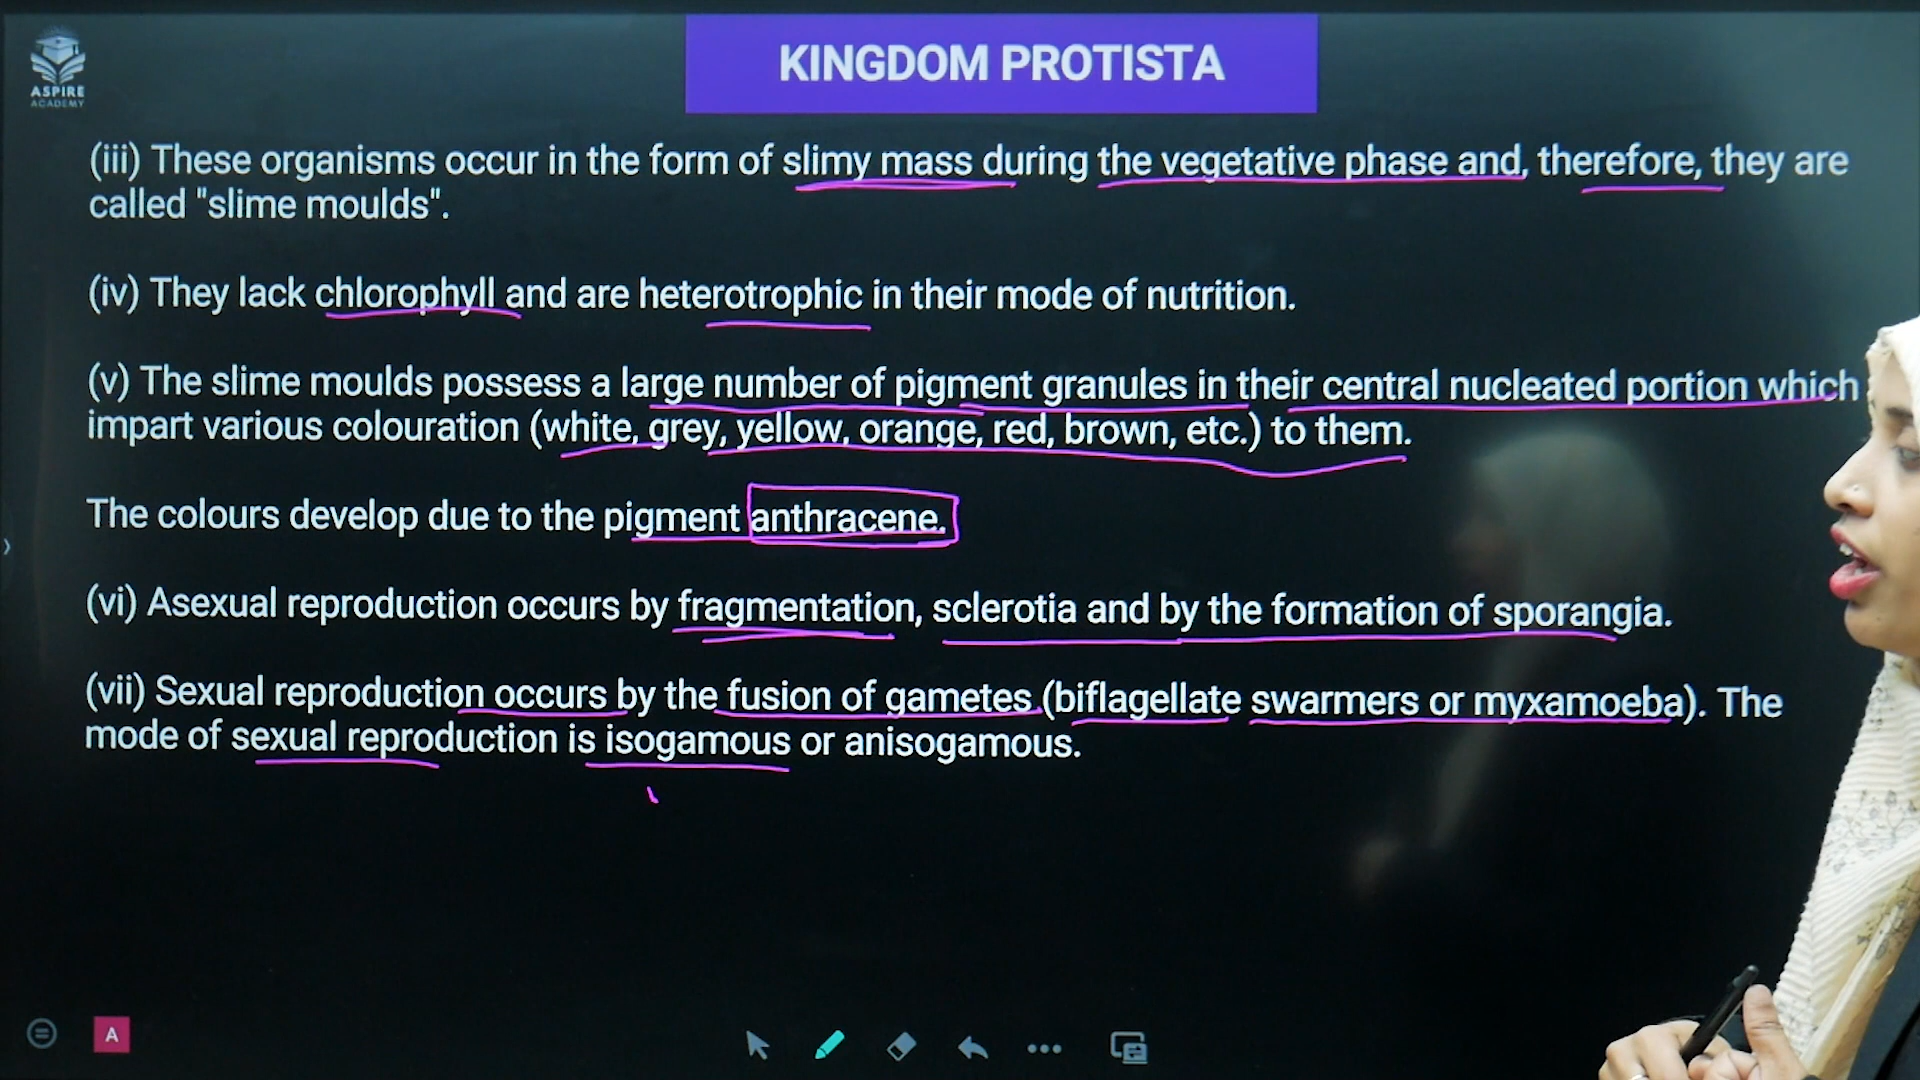 ASPIRE
ACADEMY
KINGDOM PROTISTA
(iii) These organisms occur in the form of slimy mass during the vegetative phase and, therefore, they are
called "slime moulds".
(iv) They lack chlorophyll and are heterotrophic in their mode of nutrition.
(v) The slime moulds possess a large number of pigment granules in their central nucleated portion which
impart various colouration (white, grey, yellow, orange, red, brown, etc.) to them.
The colours develop due to the pigment anthracene.
(vi) Asexual reproduction occurs by fragmentation, sclerotia and by the formation of sporangia.
(vii) Sexual reproduction occurs by the fusion of gametes (biflagellate swarmers or myxamoeba). The
mode of sexual reproduction is isogamous or anisogamous.
A